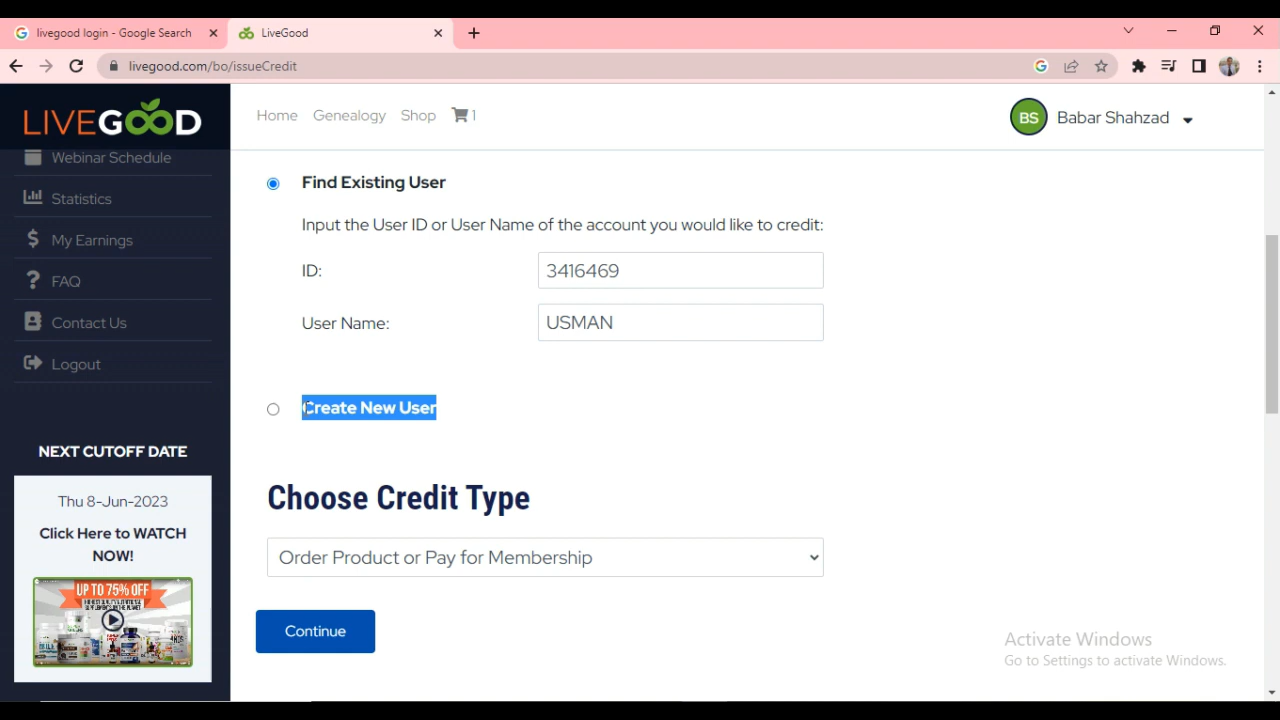 livegood login - Google Search
LiveGood
livegood.com/bo/issueCredit
LIVEGOOD
Home Genealogy Shop 1
BS Babar Shahzad
Webinar Schedule
Statistics
My Earnings
FAQ
Contact Us
Logout
NEXT CUTOFF DATE
Thu 8-Jun-2023
Click Here to WATCH
NOW!
UP TO 75% OFF
Find Existing User
Input the User ID or User Name of the account you would like to credit:
ID: 3416469
User Name: USMAN
Create New User
Choose Credit Type
Order Product or Pay for Membership
Continue
Activate Windows
Go to Settings to activate Windows.